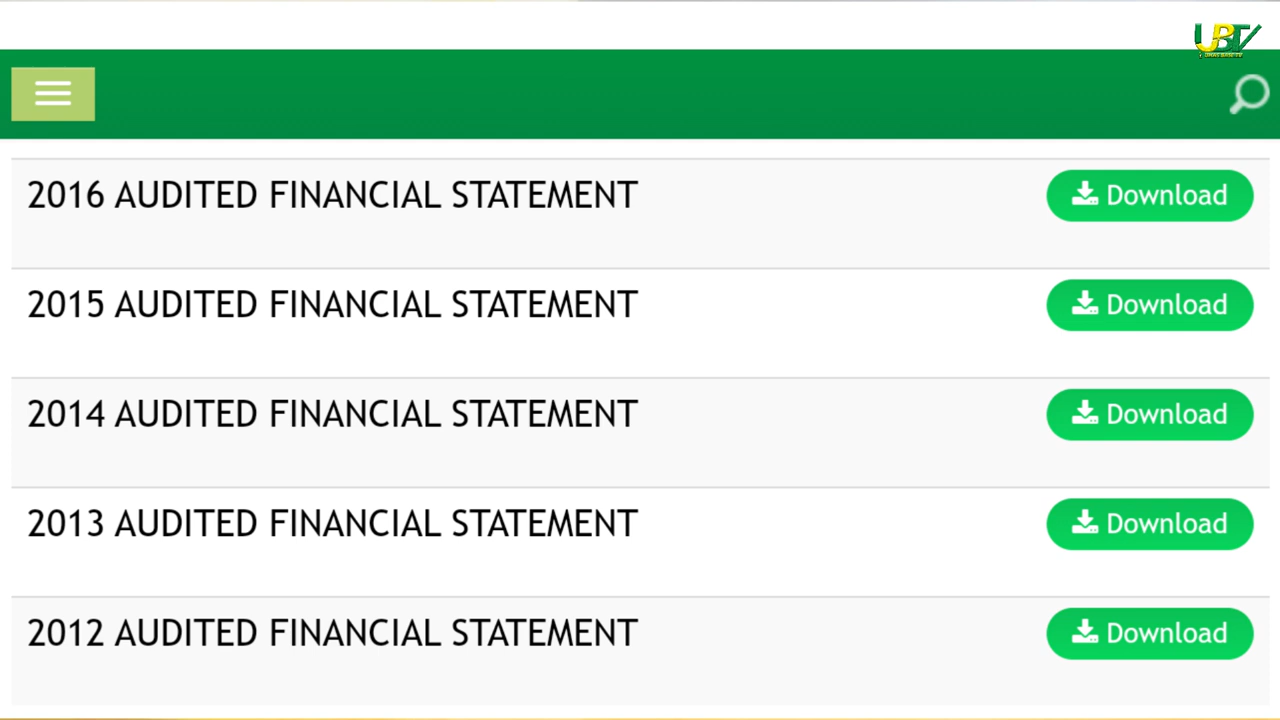 UBTV
2016 AUDITED FINANCIAL STATEMENT
Download
2015 AUDITED FINANCIAL STATEMENT
Download
2014 AUDITED FINANCIAL STATEMENT
Download
2013 AUDITED FINANCIAL STATEMENT
Download
2012 AUDITED FINANCIAL STATEMENT
Download